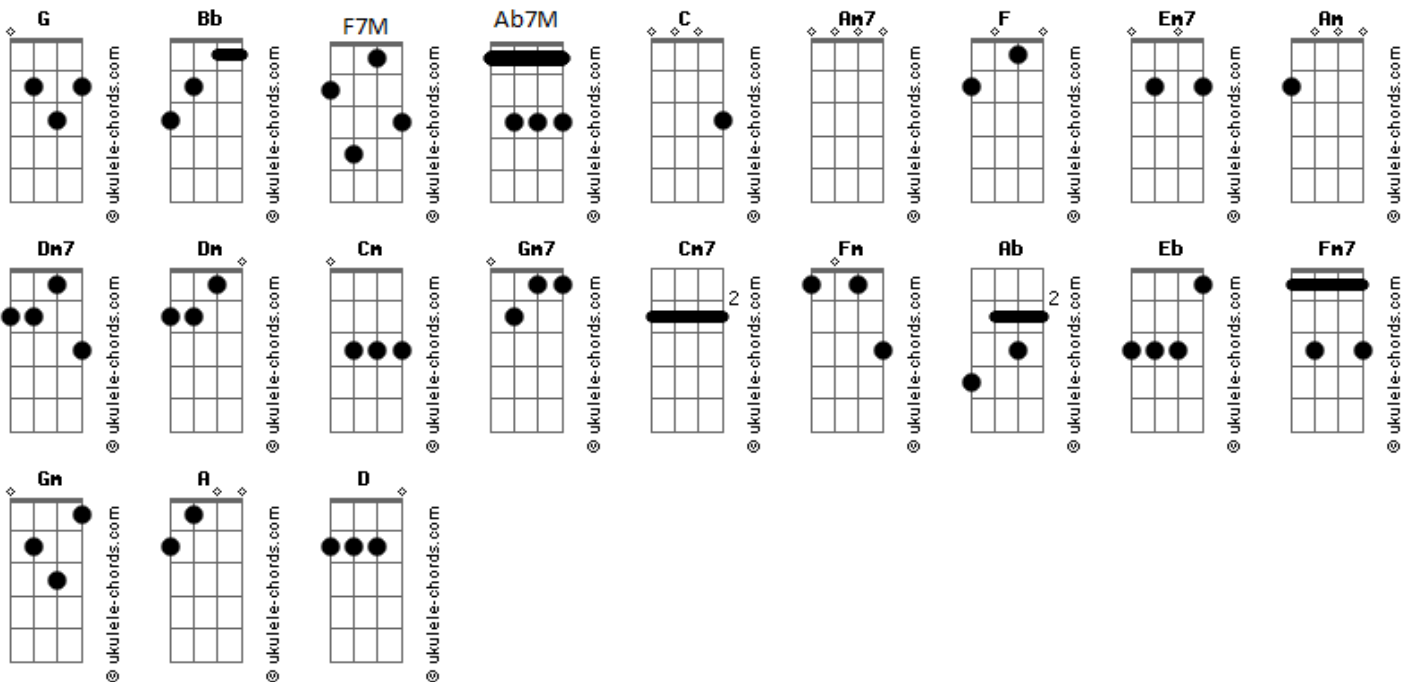 G Bb F7M Ab7M C Am7 F Em7 Am
© ukulele-chords.com © ukulele-chords.com © ukulele-chords.com © ukulele-chords.com © ukulele-chords.com © ukulele-chords.com © ukulele-chords.com © ukulele-chords.com © ukulele-chords.com
Dm7 Dm Cm Gm7 Cm7 Fm Ab Eb Fm7
2 2
© ukulele-chords.com © ukulele-chords.com © ukulele-chords.com © ukulele-chords.com © ukulele-chords.com © ukulele-chords.com © ukulele-chords.com © ukulele-chords.com © ukulele-chords.com
Gm A D
© ukulele-chords.com © ukulele-chords.com © ukulele-chords.com